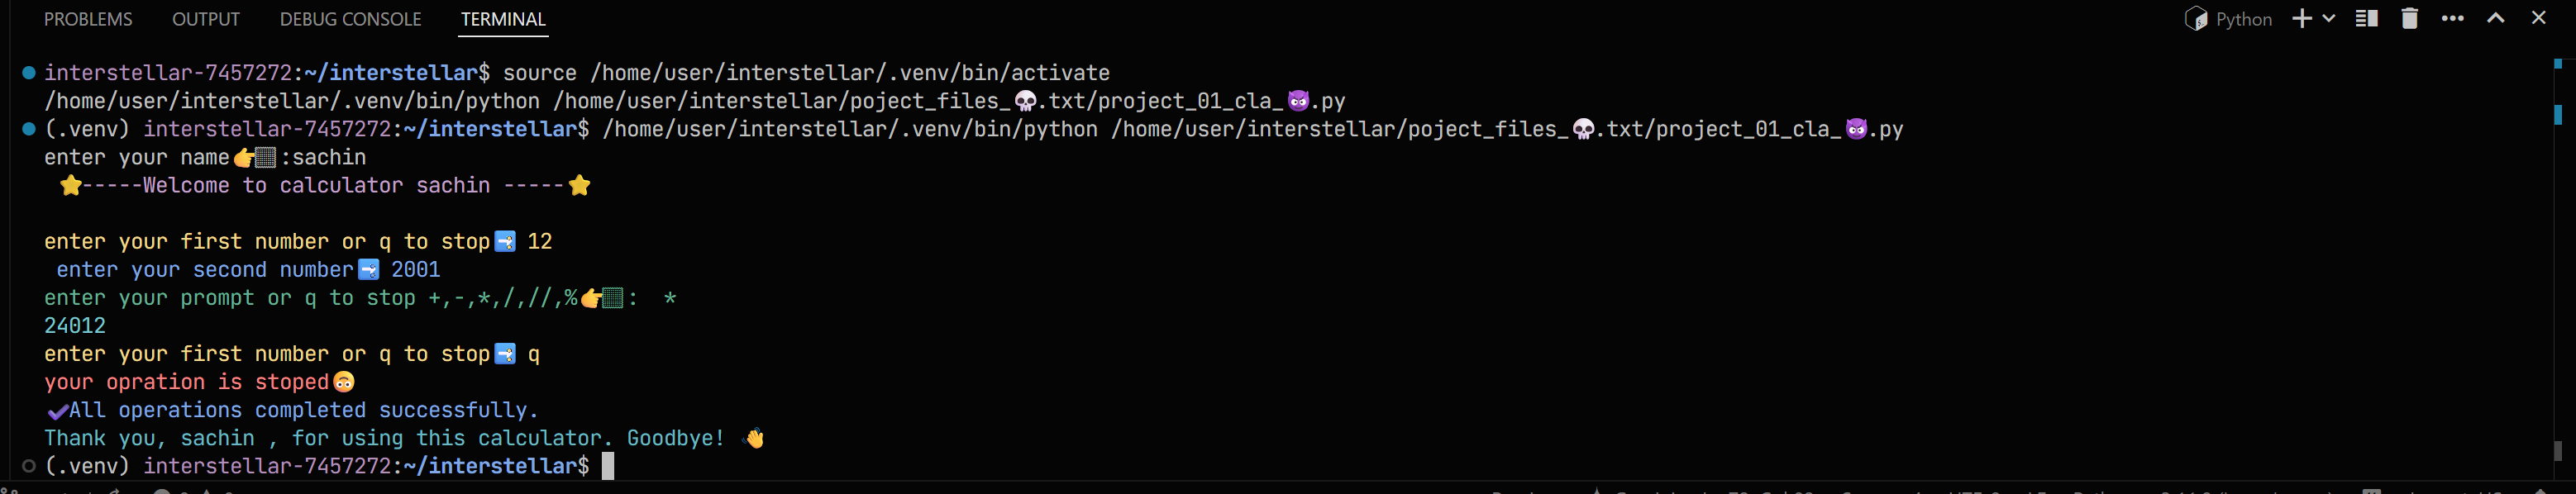 PROBLEMS OUTPUT DEBUG CONSOLE TERMINAL Python
interstellar-7457272:~/interstellar$ source /home/user/interstellar/.venv/bin/activate
/home/user/interstellar/.venv/bin/python /home/user/interstellar/poject_files_💀.txt/project_01_cla_😈.py
(.venv) interstellar-7457272:~/interstellar$ /home/user/interstellar/.venv/bin/python /home/user/interstellar/poject_files_💀.txt/project_01_cla_😈.py
enter your name👉🏽:sachin
⭐-----Welcome to calculator sachin -----⭐
enter your first number or q to stop➡️ 12
enter your second number➡️ 2001
enter your prompt or q to stop +,-,*,/,//,%👉🏽: *
24012
enter your first number or q to stop➡️ q
your opration is stoped🙃
✔️All operations completed successfully.
Thank you, sachin , for using this calculator. Goodbye! 👋
(.venv) interstellar-7457272:~/interstellar$